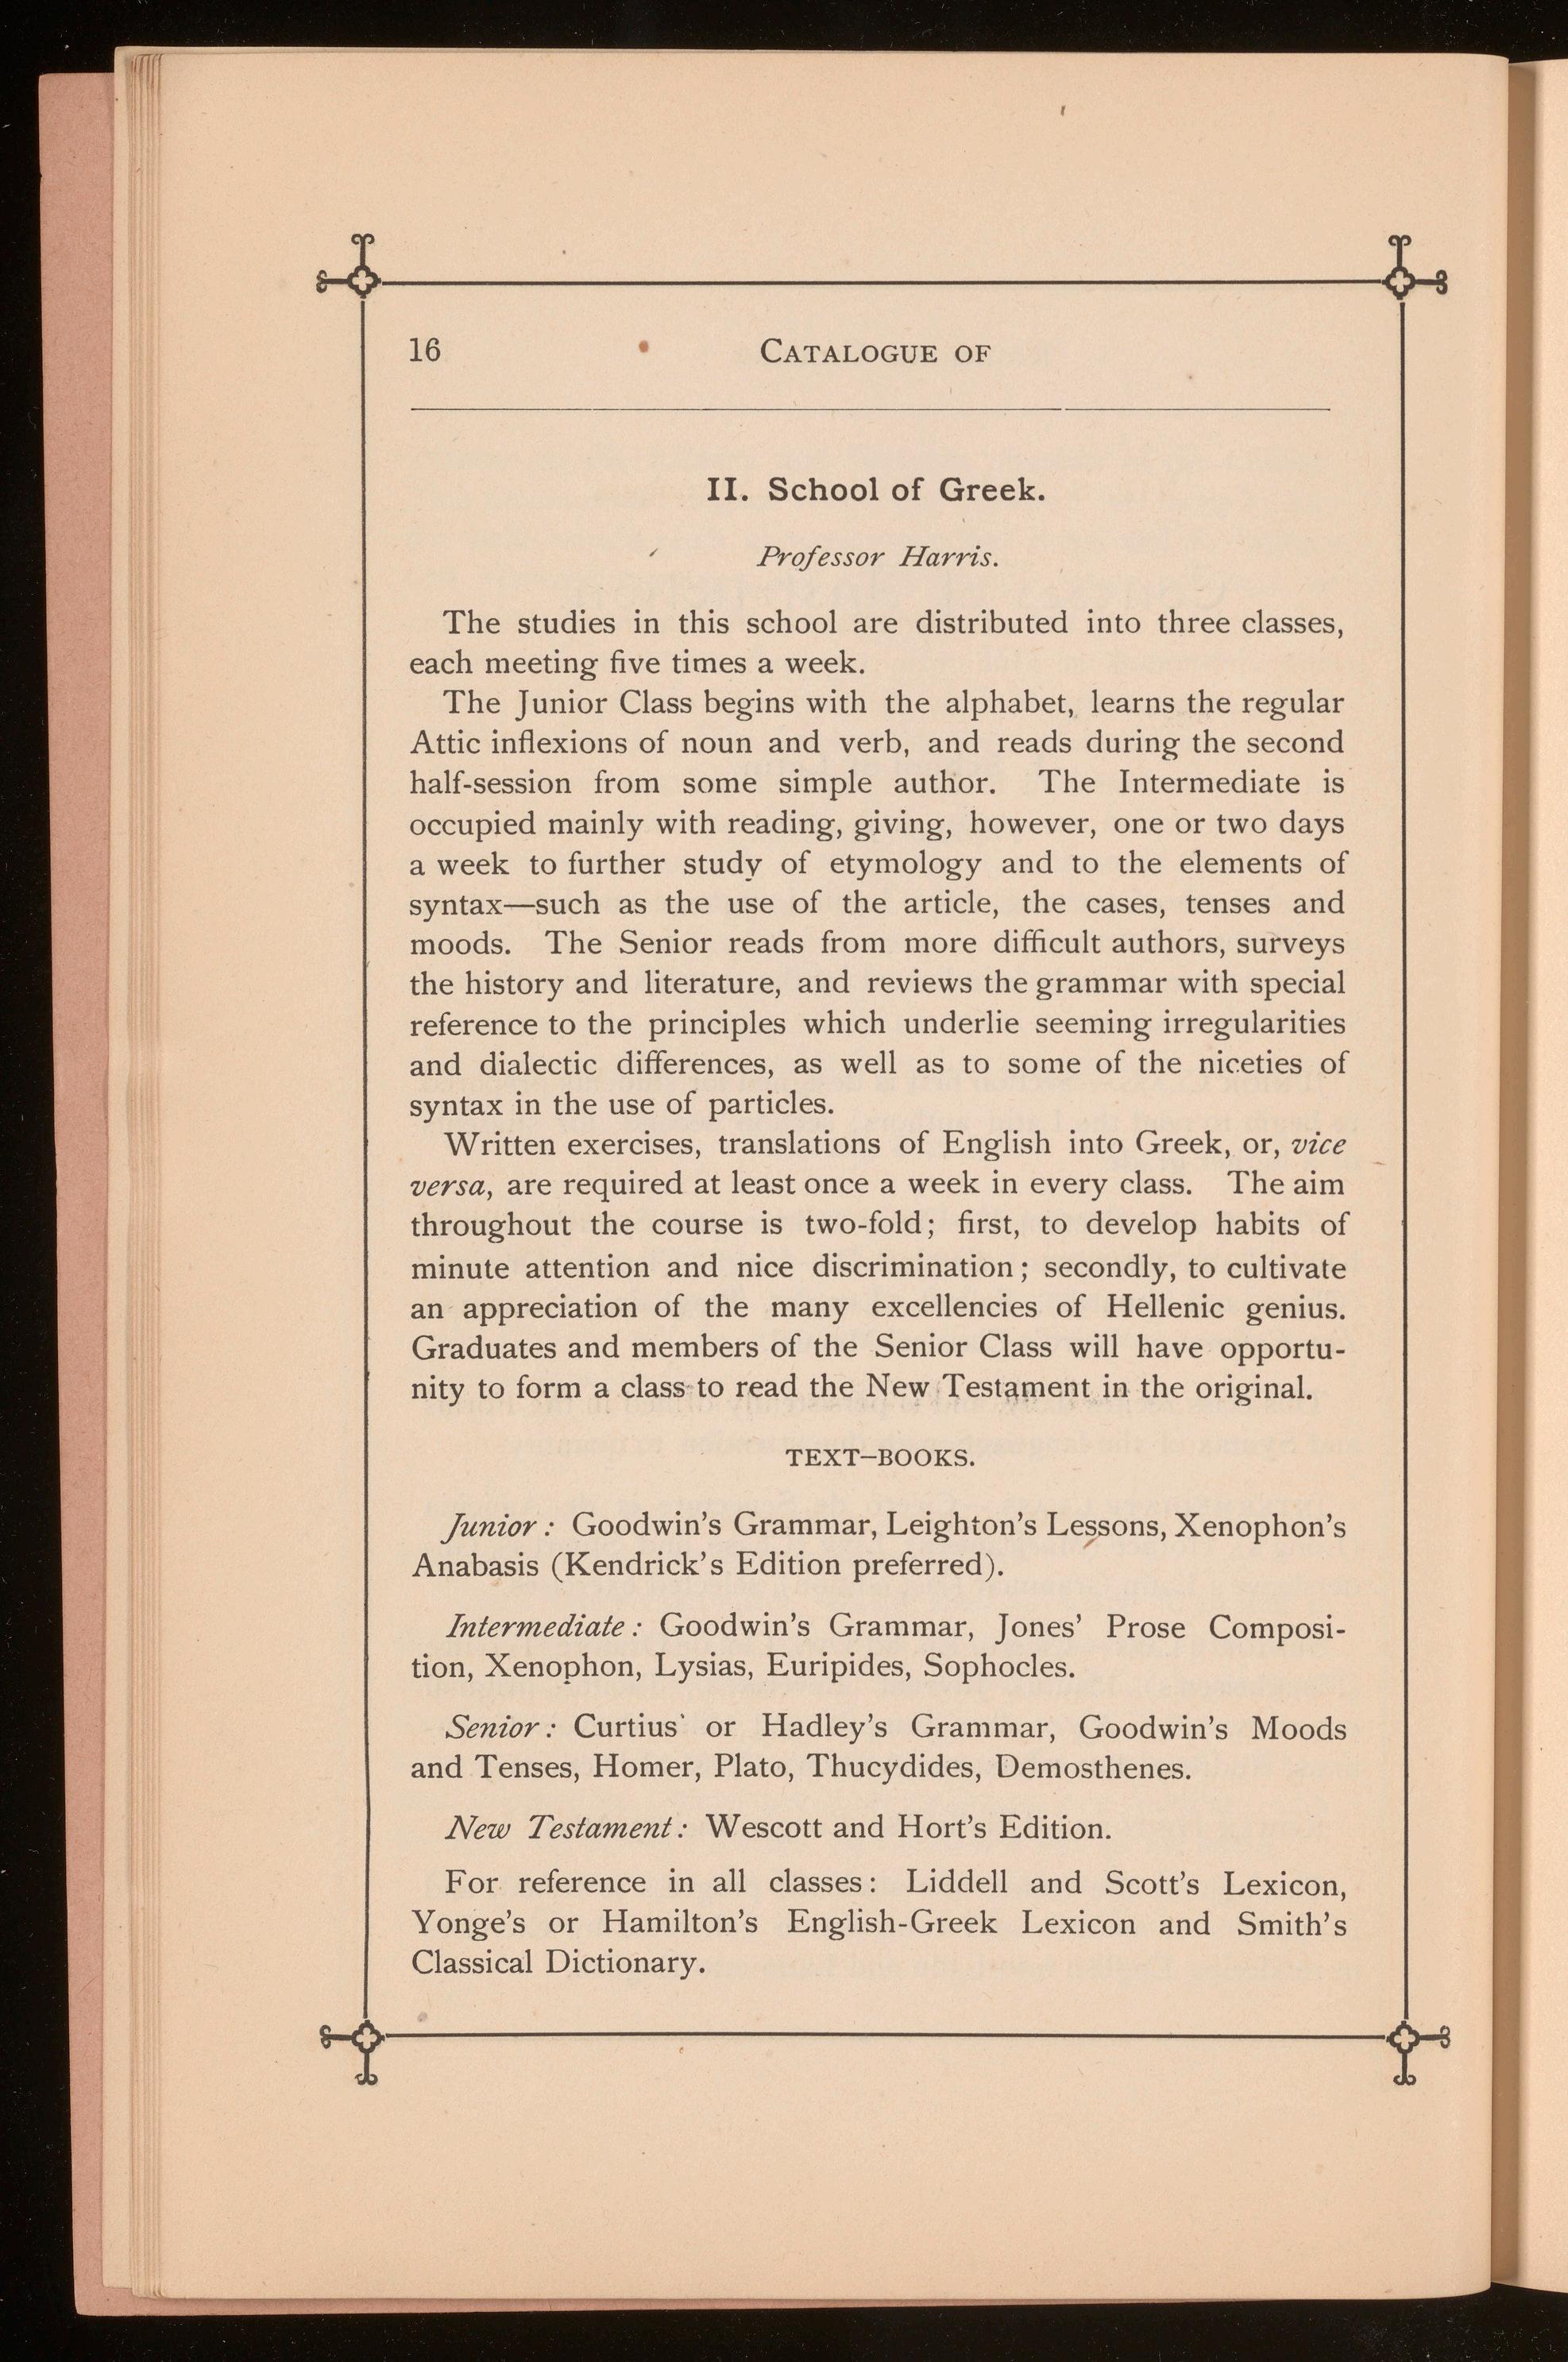 16 CATALOGUE OF
II. School of Greek.
Professor Harris.
The studies in this school are distributed into three classes,
each meeting five times a week.
The Junior Class begins with the alphabet, learns the regular
Attic inflexions of noun and verb, and reads during the second
half-session from some simple author. The Intermediate is
occupied mainly with reading, giving, however, one or two days
a week to further study of etymology and to the elements of
syntax—such as the use of the article, the cases, tenses and
moods. The Senior reads from more difficult authors, surveys
the history and literature, and reviews the grammar with special
reference to the principles which underlie seeming irregularities
and dialectic differences, as well as to some of the niceties of
syntax in the use of particles.
Written exercises, translations of English into Greek, or, vice
versa, are required at least once a week in every class. The aim
throughout the course is two-fold; first, to develop habits of
minute attention and nice discrimination; secondly, to cultivate
an appreciation of the many excellencies of Hellenic genius.
Graduates and members of the Senior Class will have opportu-
nity to form a class to read the New Testament in the original.
TEXT-BOOKS.
Junior: Goodwin's Grammar, Leighton's Lessons, Xenophon's
Anabasis (Kendrick's Edition preferred).
Intermediate: Goodwin's Grammar, Jones' Prose Composi-
tion, Xenophon, Lysias, Euripides, Sophocles.
Senior: Curtius' or Hadley's Grammar, Goodwin's Moods
and Tenses, Homer, Plato, Thucydides, Demosthenes.
New Testament: Wescott and Hort's Edition.
For reference in all classes: Liddell and Scott's Lexicon,
Yonge's or Hamilton's English-Greek Lexicon and Smith's
Classical Dictionary.